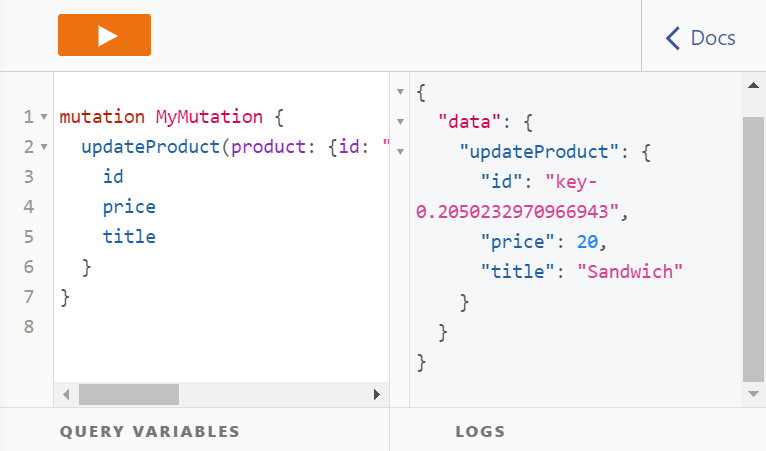 Docs
1 mutation MyMutation {
2 updateProduct(product: {id: "
3 id
4 price
5 title
6 }
7 }
8
{
"data": {
"updateProduct": {
"id": "key-
0.2050232970966943",
"price": 20,
"title": "Sandwich"
}
}
}
QUERY VARIABLES
LOGS